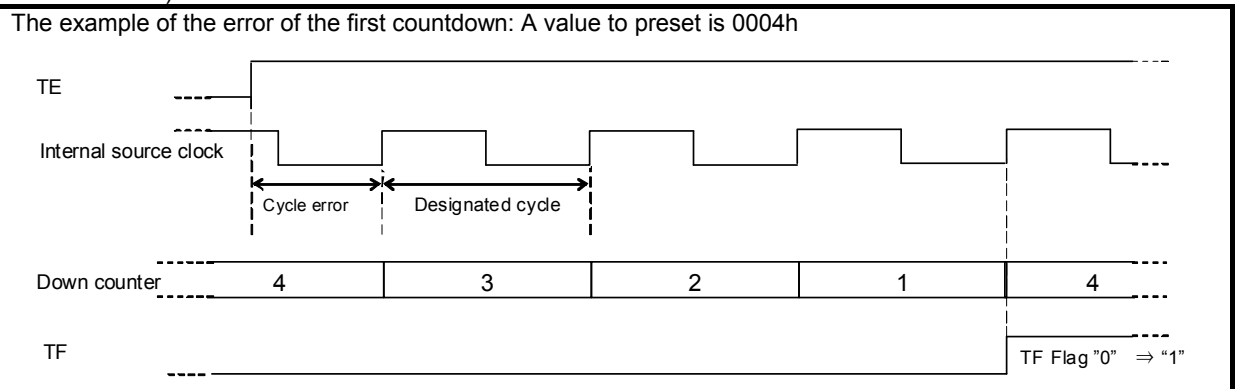 The example of the error of the first countdown: A value to preset is 0004h
TE
Internal source clock
Cycle error
Designated cycle
Down counter
4 3 2 1 4
TF
TF Flag "0" ⇒ “1”